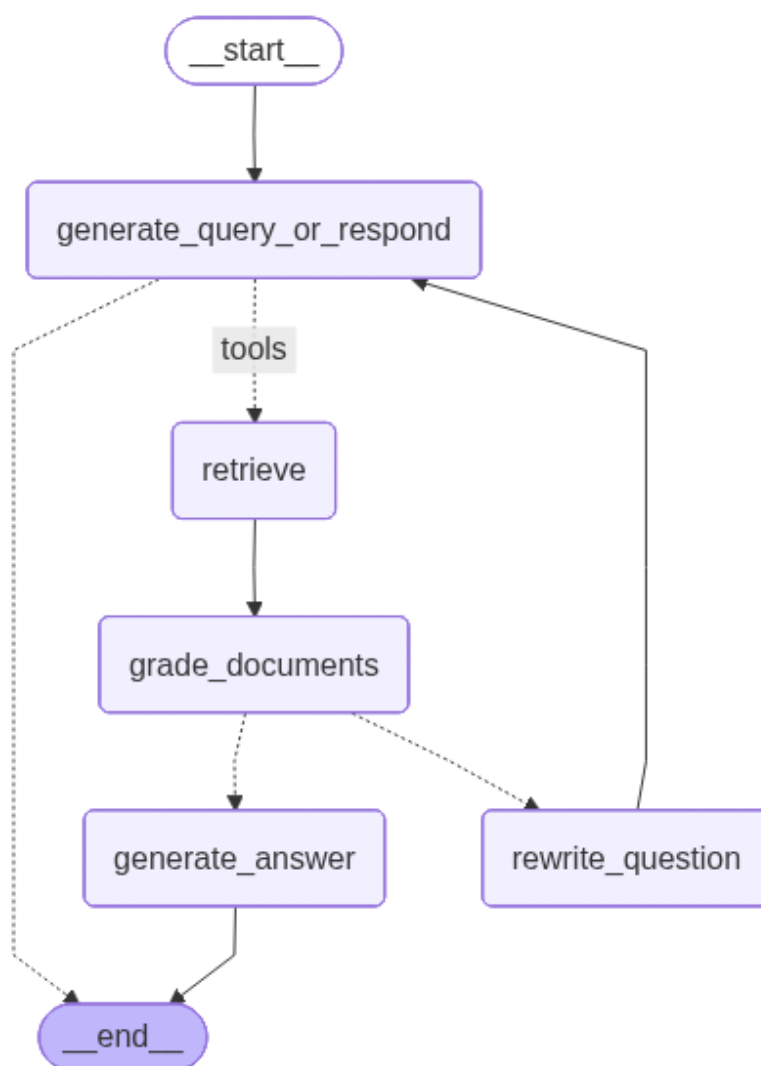 __start__
generate_query_or_respond
tools
retrieve
grade_documents
generate_answer
rewrite_question
__end__